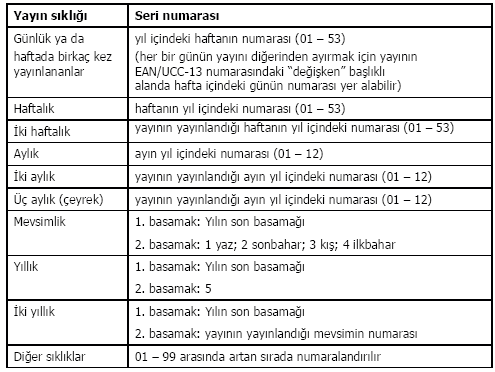 Yayın sıklığı Seri numarası
Günlük ya da yıl içindeki haftanın numarası (01 – 53)
haftada birkaç kez (her bir günün yayını diğerinden ayırmak için yayının
yayınlananlar EAN/UCC-13 numarasındaki “değişken” başlıklı
alanda hafta içindeki günün numarası yer alabilir)
Haftalık haftanın yıl içindeki numarası (01 – 53)
İki haftalık yayının yayınlandığı haftanın yıl içindeki numarası (01 – 53)
Aylık ayın yıl içindeki numarası (01 – 12)
İki aylık yayının yayınlandığı ayın yıl içindeki numarası (01 – 12)
Üç aylık (çeyrek) yayının yayınlandığı ayın yıl içindeki numarası (01 – 12)
Mevsimlik 1. basamak: Yılın son basamağı
2. basamak: 1 yaz; 2 sonbahar; 3 kış; 4 ilkbahar
Yıllık 1. basamak: Yılın son basamağı
2. basamak: 5
İki yıllık 1. basamak: Yılın son basamağı
2. basamak: yayının yayınlandığı mevsimin numarası
Diğer sıklıklar 01 – 99 arasında artan sırada numaralandırılır